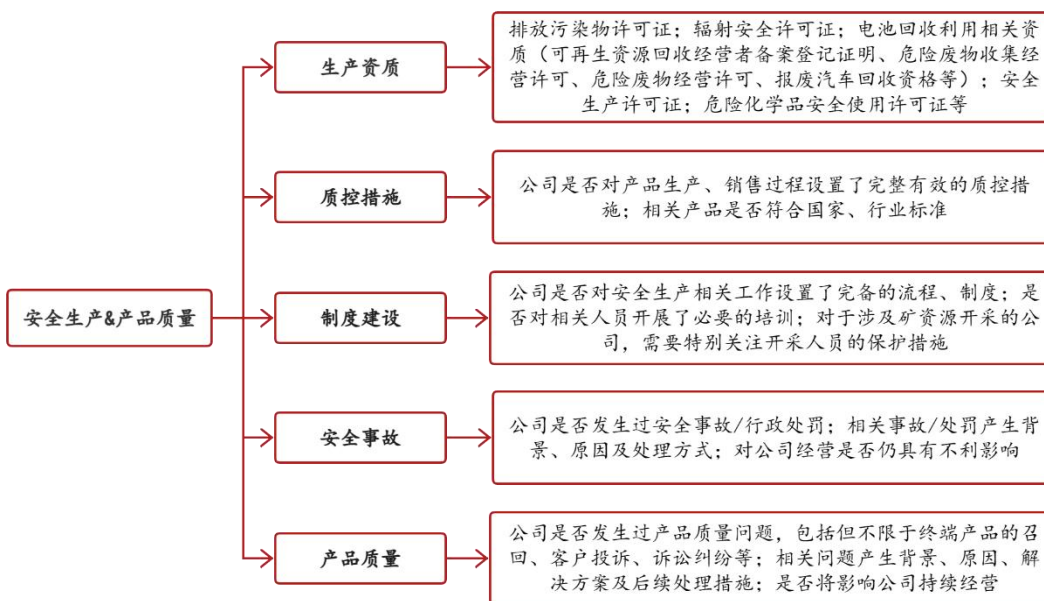 安全生产&产品质量
生产资质
排放污染物许可证；辐射安全许可证；电池回收利用相关资
质（可再生资源回收经营者备案登记证明、危险废物收集经
营许可、危险废物经营许可、报废汽车回收资格等）；安全
生产许可证；危险化学品安全使用许可证等
质控措施
公司是否对产品生产、销售过程设置了完整有效的质控措
施；相关产品是否符合国家、行业标准
制度建设
公司是否对安全生产相关工作设置了完备的流程、制度；是
否对相关人员开展了必要的培训；对于涉及矿资源开采的公
司，需要特别关注开采人员的保护措施
安全事故
公司是否发生过安全事故/行政处罚；相关事故/处罚产生背
景、原因及处理方式；对公司经营是否仍具有不利影响
产品质量
公司是否发生过产品质量问题，包括但不限于终端产品的召
回、客户投诉、诉讼纠纷等；相关问题产生背景、原因、解
决方案及后续处理措施；是否将影响公司持续经营